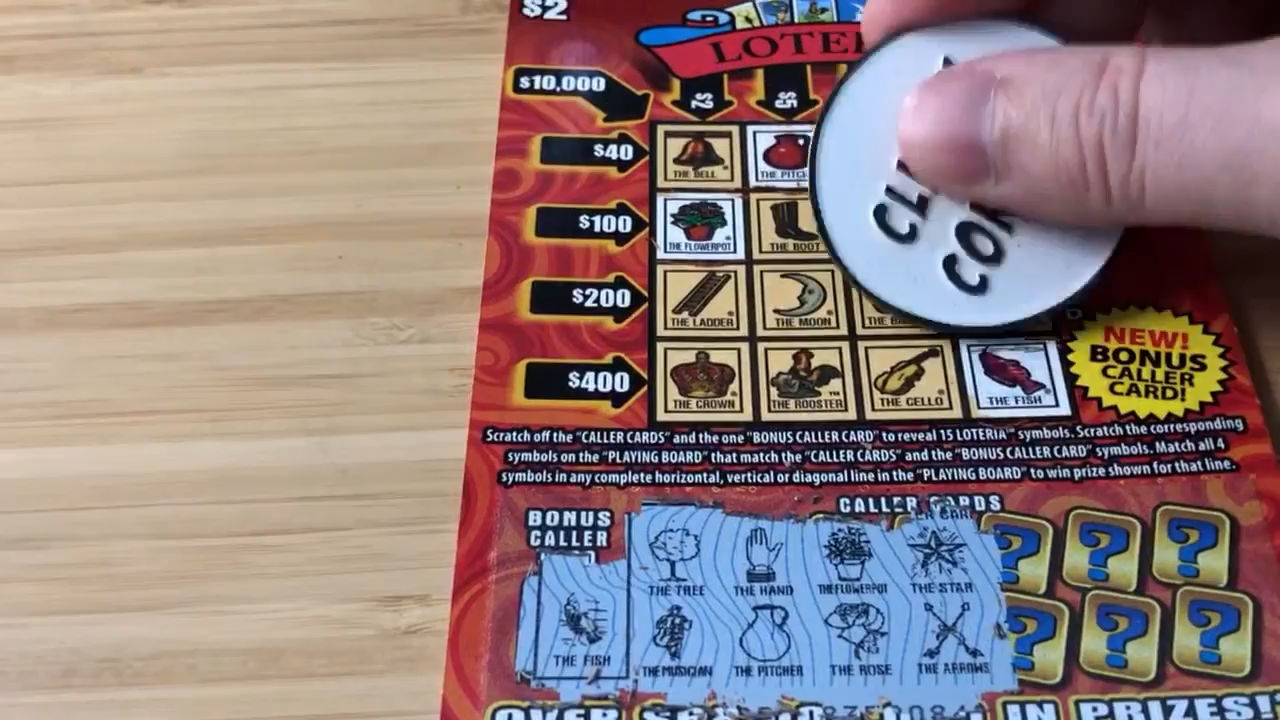 $2
LOTE
$10,000
$2 $5
$40
THE BELL THE PITCH
$100
THE FLOWERPOT THE BOOT
$200
THE LADDER THE MOON THE
$400
THE CROWN THE ROOSTER THE CELLO THE FISH
NEW!
BONUS
CALLER
CARD!
Scratch off the "CALLER CARDS" and the one "BONUS CALLER CARD" to reveal 15 LOTERIA™ symbols. Scratch the corresponding
symbols on the "PLAYING BOARD" that match the "CALLER CARDS" and the "BONUS CALLER CARD" symbols. Match all 4
symbols in any complete horizontal, vertical or diagonal line in the "PLAYING BOARD" to win prize shown for that line.
CALLER CARDS
BONUS
CALLER
? ? ?
THE TREE THE HAND THE FLOWERPOT THE STAR
? ? ?
THE FISH THE MUSICIAN THE PITCHER THE ROSE THE ARROWS
OVER IN PRIZES!